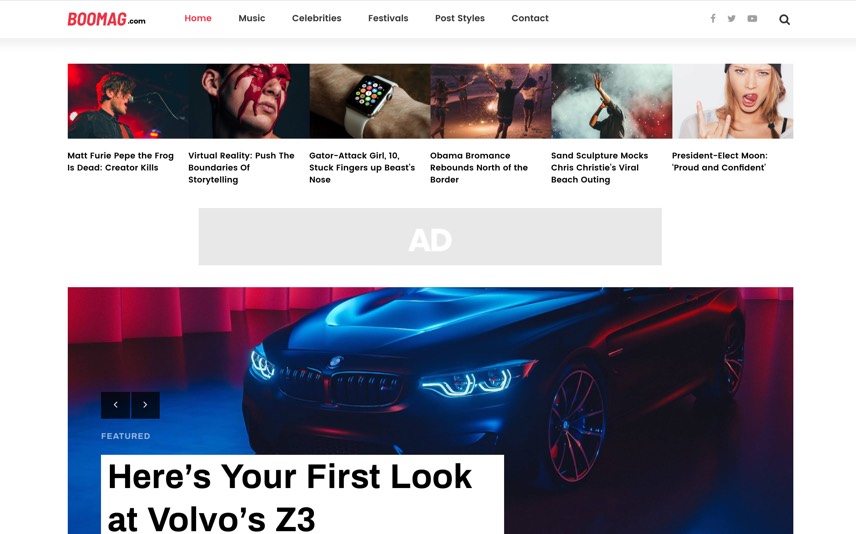 BOOMAG.com
Home Music Celebrities Festivals Post Styles Contact
Matt Furie Pepe the Frog
Is Dead: Creator Kills
Virtual Reality: Push The
Boundaries Of
Storytelling
Gator-Attack Girl, 10,
Stuck Fingers up Beast's
Nose
Obama Bromance
Rebounds North of the
Border
Sand Sculpture Mocks
Chris Christie's Viral
Beach Outing
President-Elect Moon:
'Proud and Confident'
AD
FEATURED
Here's Your First Look
at Volvo's Z3